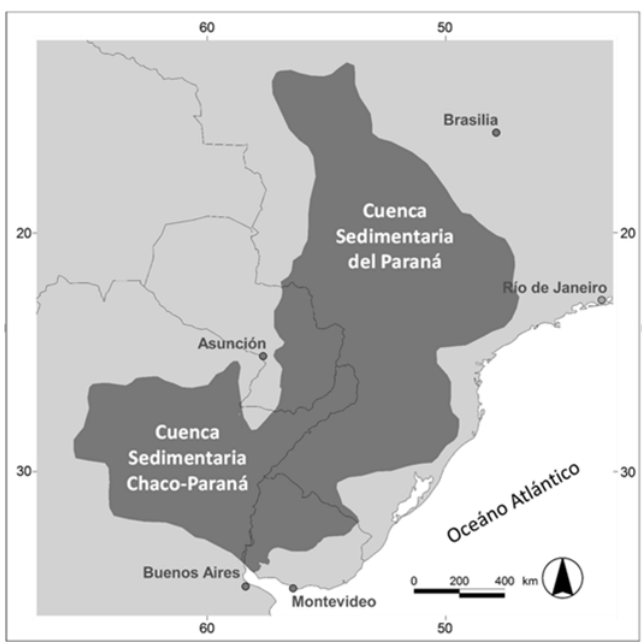 60
50
Brasilia
Cuenca
Sedimentaria
del Paraná
20
20
Río de Janeiro
Asunción
Cuenca
Sedimentaria
Chaco-Paraná
30
30
Oceáno Atlántico
Buenos Aires
Montevideo
0 200 400 km
60
50